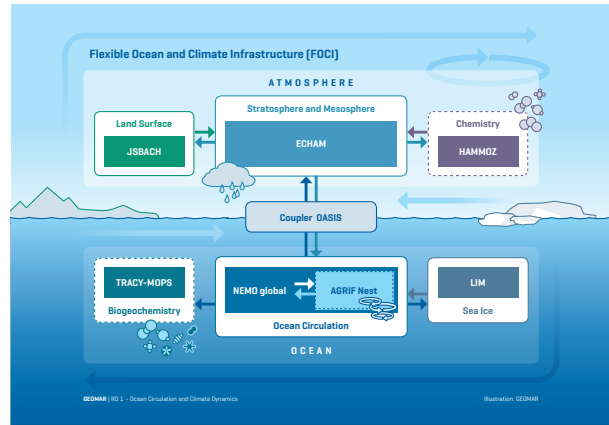 Flexible Ocean and Climate Infrastructure (FOCI)
ATMOSPHERE
Land Surface
JSBACH
Stratosphere and Mesosphere
ECHAM
Chemistry
HAMMOZ
Coupler OASIS
TRACY-MOPS
Biogeochemistry
NEMO global
AGRIF Nest
Ocean Circulation
LIM
Sea Ice
OCEAN
GEOMAR | RD 1 – Ocean Circulation and Climate Dynamics
Illustration: GEOMAR